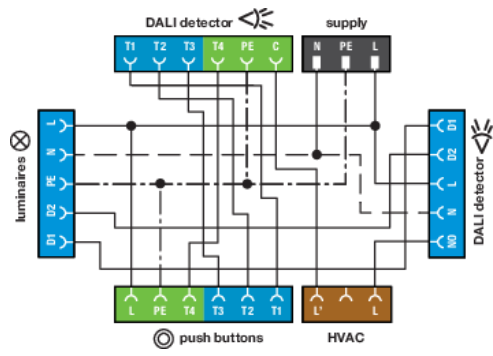 DALI detector supply
T1 T2 T3 T4 PE C N PE L
luminaires
L
N
PE
D2
D1
D1
D2
L
N
NO
DALI detector
L PE T4 T3 T2 T1 L' L
push buttons HVAC